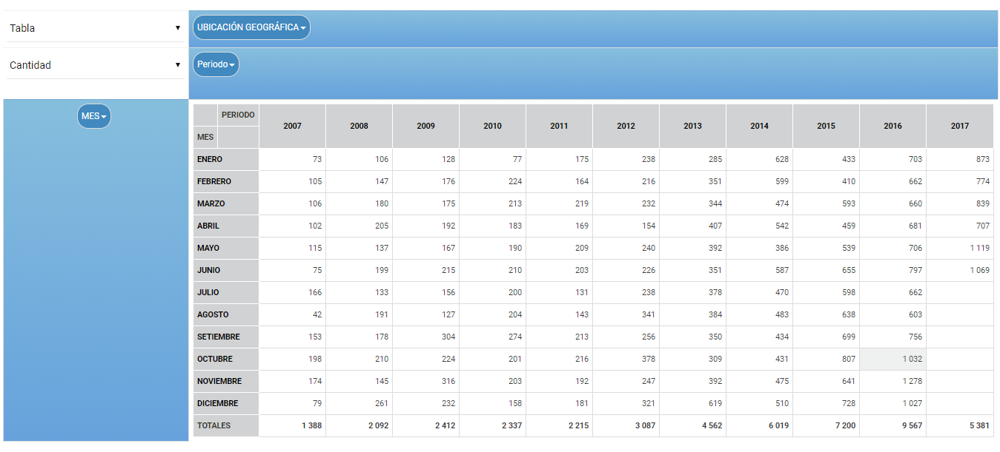 Tabla ▼ UBICACIÓN GEOGRÁFICA
Cantidad ▼ Periodo
MES
PERIODO 2007 2008 2009 2010 2011 2012 2013 2014 2015 2016 2017
MES
ENERO 73 106 128 77 175 238 285 628 433 703 873
FEBRERO 105 147 176 224 164 216 351 599 410 662 774
MARZO 106 180 175 213 219 232 344 474 593 660 839
ABRIL 102 205 192 183 169 154 407 542 459 681 707
MAYO 115 137 167 190 209 240 392 386 539 706 1 119
JUNIO 75 199 215 210 203 226 351 587 655 797 1 069
JULIO 166 133 156 200 131 238 378 470 598 662
AGOSTO 42 191 127 204 143 341 384 483 638 603
SETIEMBRE 153 178 304 274 213 256 350 434 699 756
OCTUBRE 198 210 224 201 216 378 309 431 807 1 032
NOVIEMBRE 174 145 316 203 192 247 392 475 641 1 278
DICIEMBRE 79 261 232 158 181 321 619 510 728 1 027
TOTALES 1 388 2 092 2 412 2 337 2 215 3 087 4 562 6 019 7 200 9 567 5 381